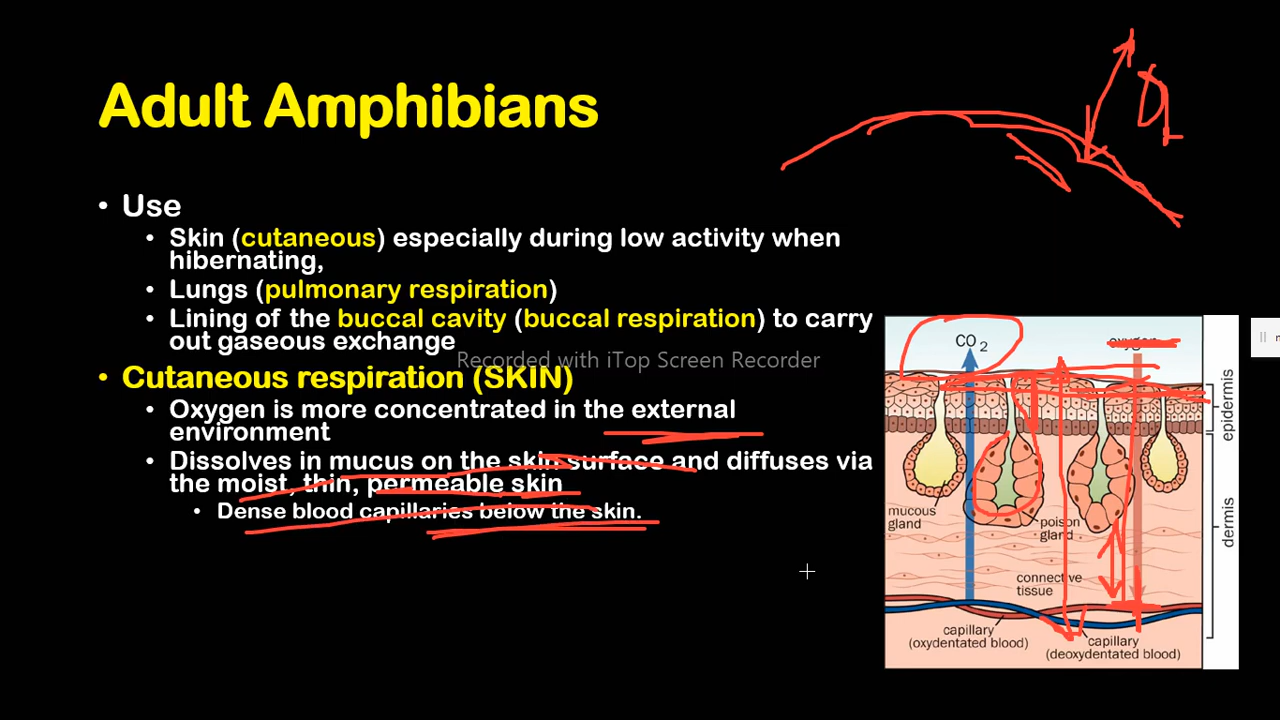 Adult Amphibians
• Use
• Skin (cutaneous) especially during low activity when
hibernating,
• Lungs (pulmonary respiration)
• Lining of the buccal cavity (buccal respiration) to carry
out gaseous exchange
Recorded with iTop Screen Recorder
• Cutaneous respiration (SKIN)
• Oxygen is more concentrated in the external
environment
• Dissolves in mucus on the skin surface and diffuses via
the moist, thin, permeable skin
• Dense blood capillaries below the skin.
CO2
oxygen
epidermis
dermis
mucous
gland
poison
gland
connective
tissue
capillary
(oxydentated blood)
capillary
(deoxydentated blood)